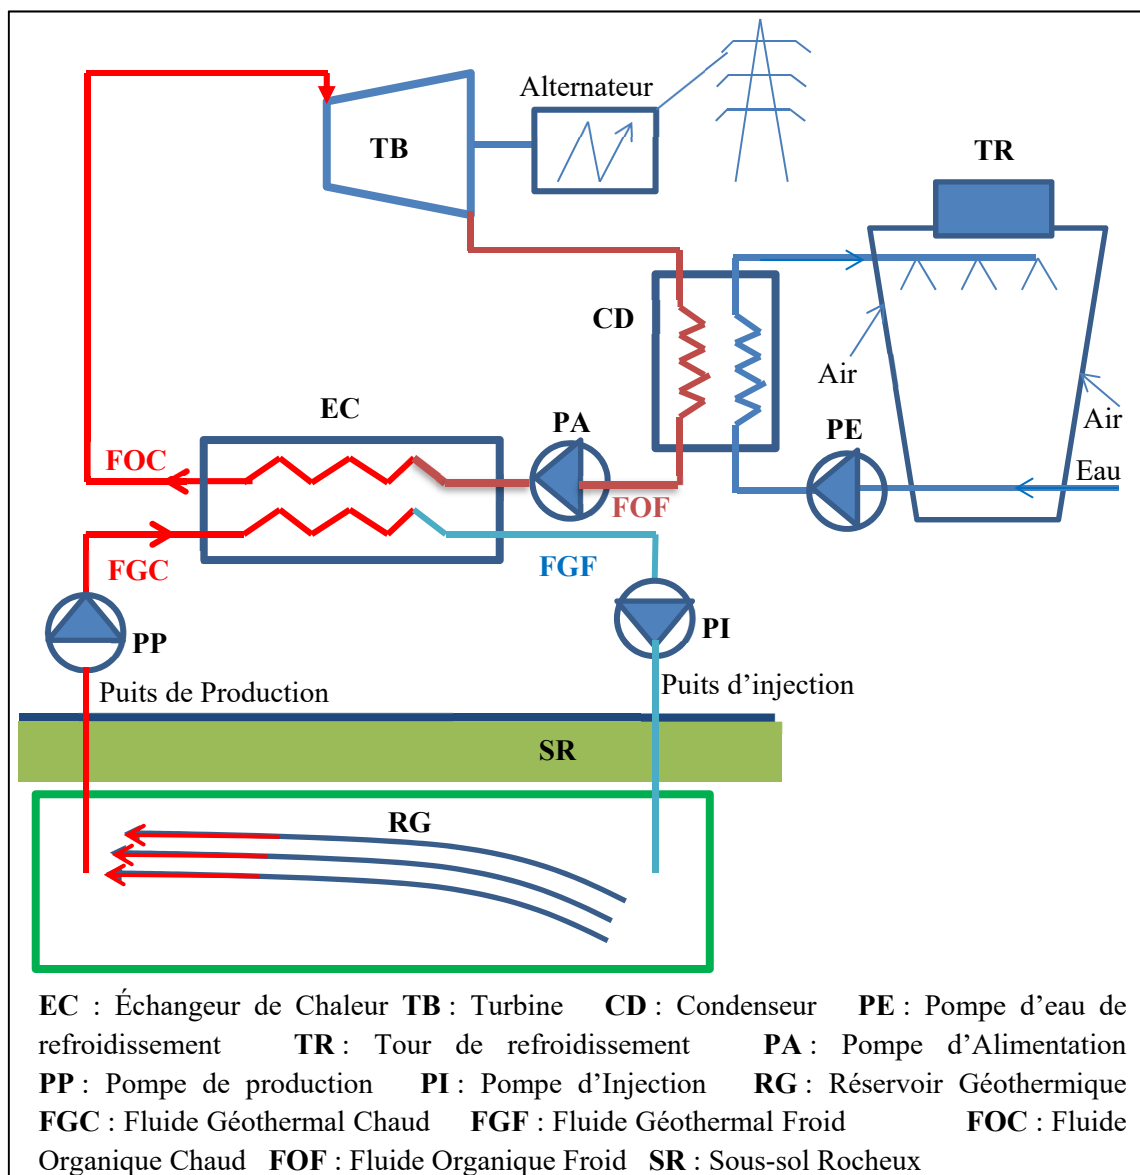 Alternateur
TB
TR
CD
Air
Air
EC
PA
PE
Eau
FOC
FOF
FGC
FGF
PP
PI
Puits de Production
Puits d’injection
SR
RG
EC : Échangeur de Chaleur TB : Turbine CD : Condenseur PE : Pompe d’eau de
refroidissement TR : Tour de refroidissement PA : Pompe d’Alimentation
PP : Pompe de production PI : Pompe d’Injection RG : Réservoir Géothermique
FGC : Fluide Géothermal Chaud FGF : Fluide Géothermal Froid FOC : Fluide
Organique Chaud FOF : Fluide Organique Froid SR : Sous-sol Rocheux